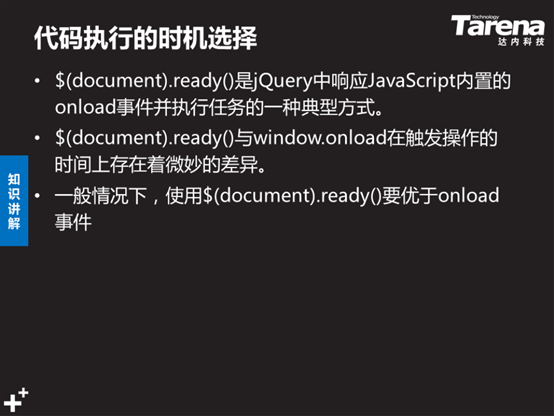 代码执行的时机选择
Technology
Tarena
达内科技
• $(document).ready()是jQuery中响应JavaScript内置的
onload事件并执行任务的一种典型方式。
• $(document).ready()与window.onload在触发操作的
时间上存在着微妙的差异。
• 一般情况下，使用$(document).ready()要优于onload
事件
知识讲解